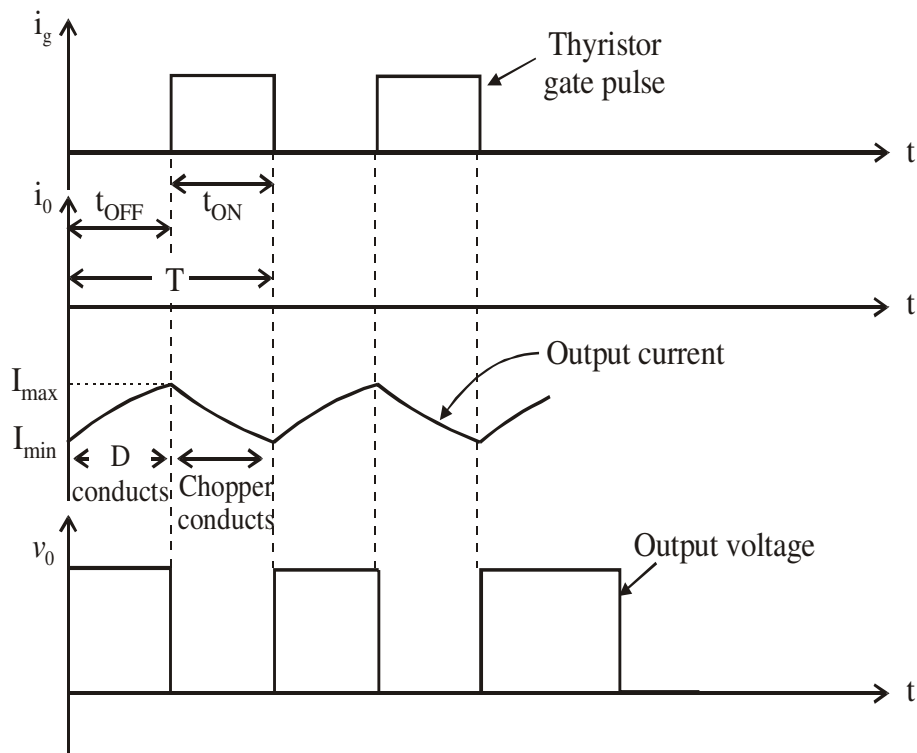 i_g
Thyristor
gate pulse
t
i_0
t_OFF
t_ON
T
t
Output current
I_max
I_min
D
conducts
Chopper
conducts
v_0
Output voltage
t